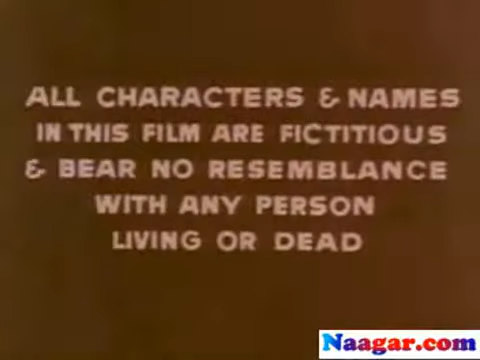 ALL CHARACTERS & NAMES
IN THIS FILM ARE FICTITIOUS
& BEAR NO RESEMBLANCE
WITH ANY PERSON
LIVING OR DEAD
Naagar.com